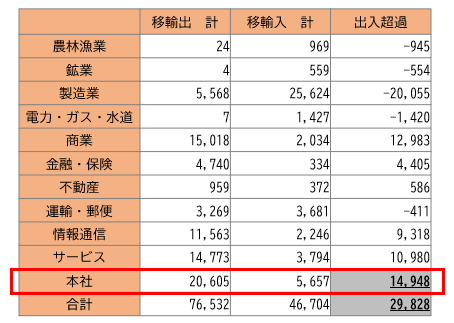 移輸出　計 移輸入　計 出入超過
農林漁業 24 969 −945
鉱業 4 559 −554
製造業 5,568 25,624 −20,055
電力・ガス・水道 7 1,427 −1,420
商業 15,018 2,034 12,983
金融・保険 4,740 334 4,405
不動産 959 372 586
運輸・郵便 3,269 3,681 −411
情報通信 11,563 2,246 9,318
サービス 14,773 3,794 10,980
本社 20,605 5,657 14,948
合計 76,532 46,704 29,828